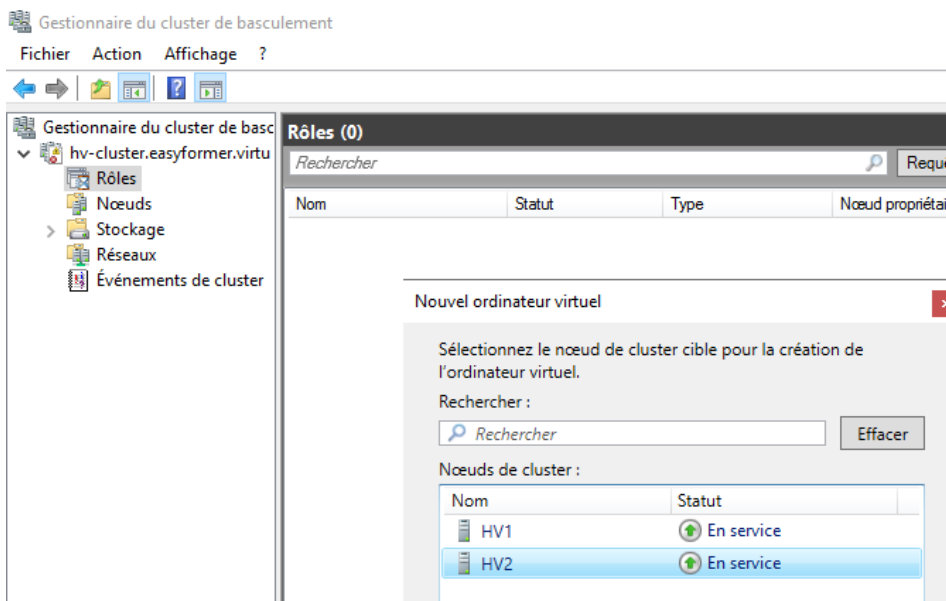 Gestionnaire du cluster de basculement
Fichier Action Affichage ?
Gestionnaire du cluster de basc
hv-cluster.easyformer.virtu
Rôles
Nœuds
Stockage
Réseaux
Événements de cluster
Rôles (0)
Rechercher
Reque
Nom Statut Type Nœud propriétai
Nouvel ordinateur virtuel
Sélectionnez le nœud de cluster cible pour la création de
l'ordinateur virtuel.
Rechercher :
Rechercher Effacer
Nœuds de cluster :
Nom Statut
HV1 En service
HV2 En service